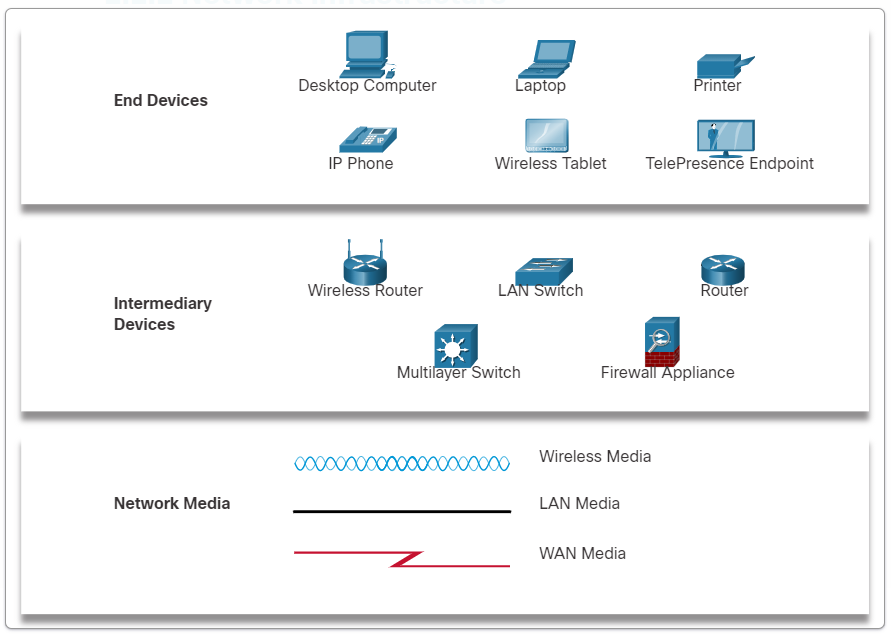 End Devices
Desktop Computer
Laptop
Printer
IP
IP Phone
Wireless Tablet
TelePresence Endpoint
Intermediary
Devices
Wireless Router
LAN Switch
Router
Multilayer Switch
Firewall Appliance
Network Media
Wireless Media
LAN Media
WAN Media